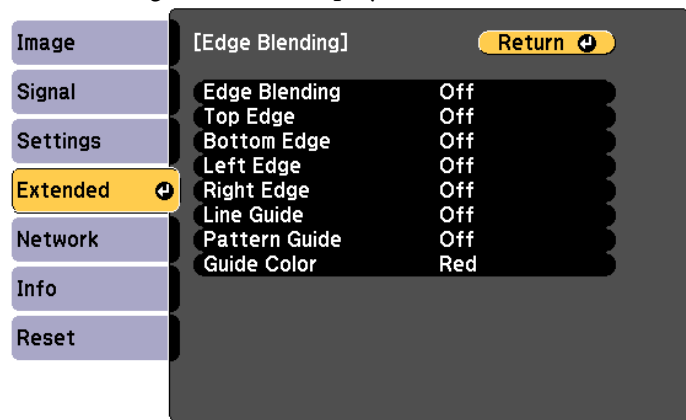 Image
Signal
Settings
Extended
Network
Info
Reset
[Edge Blending] Return
Edge Blending Off
Top Edge Off
Bottom Edge Off
Left Edge Off
Right Edge Off
Line Guide Off
Pattern Guide Off
Guide Color Red